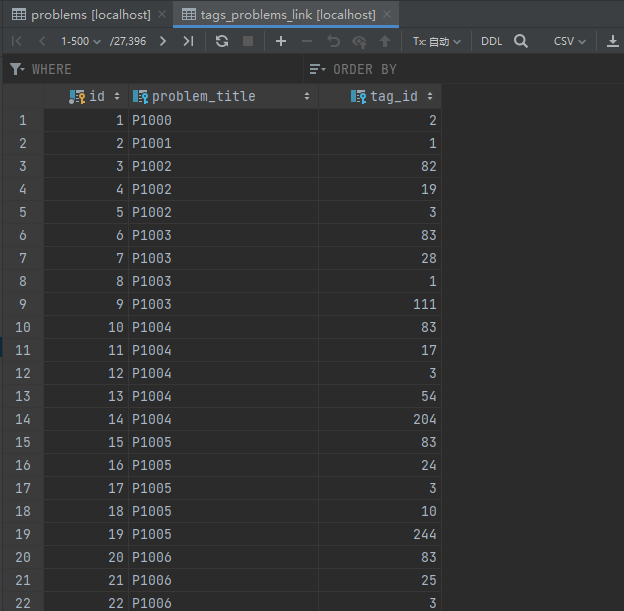 problems [localhost] tags_problems_link [localhost]
1-500 /27,396 Tx: 自动 DDL CSV
WHERE ORDER BY
id problem_title tag_id
1 1 P1000 2
2 2 P1001 1
3 3 P1002 82
4 4 P1002 19
5 5 P1002 3
6 6 P1003 83
7 7 P1003 28
8 8 P1003 1
9 9 P1003 111
10 10 P1004 83
11 11 P1004 17
12 12 P1004 3
13 13 P1004 54
14 14 P1004 204
15 15 P1005 83
16 16 P1005 24
17 17 P1005 3
18 18 P1005 10
19 19 P1005 244
20 20 P1006 83
21 21 P1006 25
22 22 P1006 3